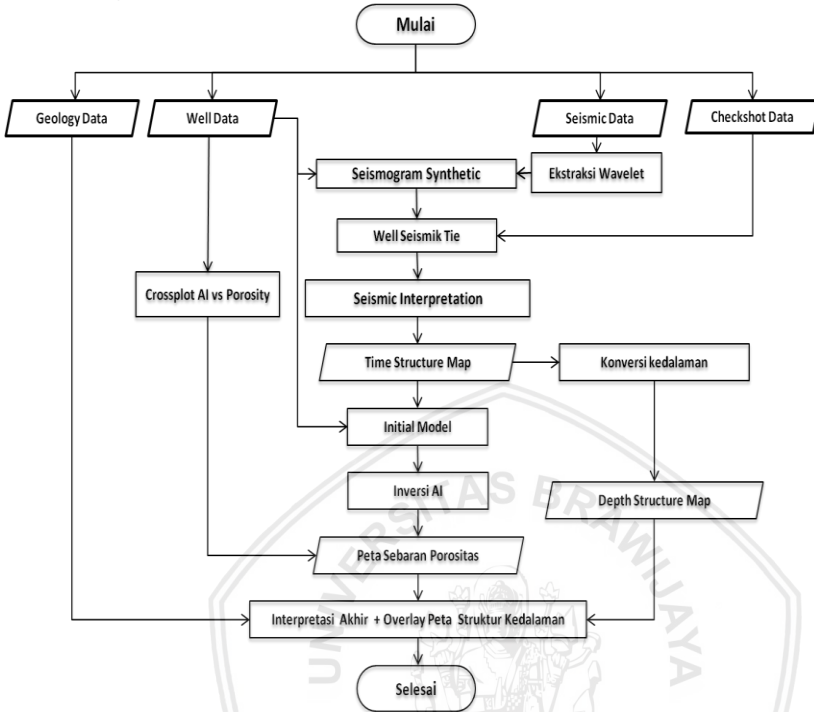 Mulai
Geology Data
Well Data
Seismic Data
Checkshot Data
Seismogram Synthetic
Ekstraksi Wavelet
Well Seismik Tie
Crossplot AI vs Porosity
Seismic Interpretation
Time Structure Map
Konversi kedalaman
Initial Model
Inversi AI
Depth Structure Map
Peta Sebaran Porositas
Interpretasi Akhir + Overlay Peta Struktur Kedalaman
Selesai
UNIVERSITAS BRAWIJAYA